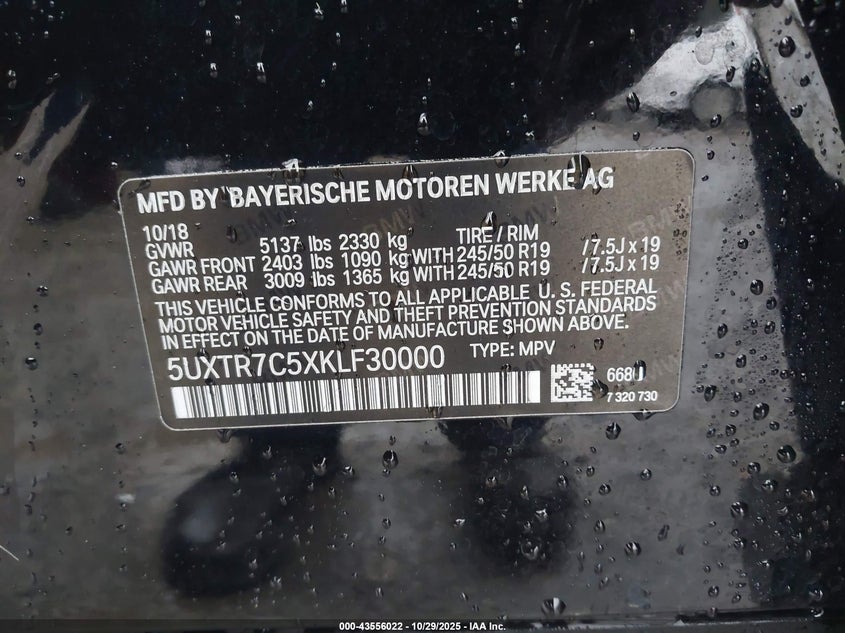 MFD BY BAYERISCHE MOTOREN WERKE AG
10/18 TIRE / RIM
GVWR 5137 lbs 2330 kg
GAWR FRONT 2403 lbs 1090 kg WITH 245/50 R19 /7.5J x 19
GAWR REAR 3009 lbs 1365 kg WITH 245/50 R19 /7.5J x 19
THIS VEHICLE CONFORMS TO ALL APPLICABLE U. S. FEDERAL
MOTOR VEHICLE SAFETY AND THEFT PREVENTION STANDARDS
IN EFFECT ON THE DATE OF MANUFACTURE SHOWN ABOVE.
5UXTR7C5XKLF30000 TYPE: MPV
7 320 730
000-43556022 - 10/29/2025 - IAA Inc.